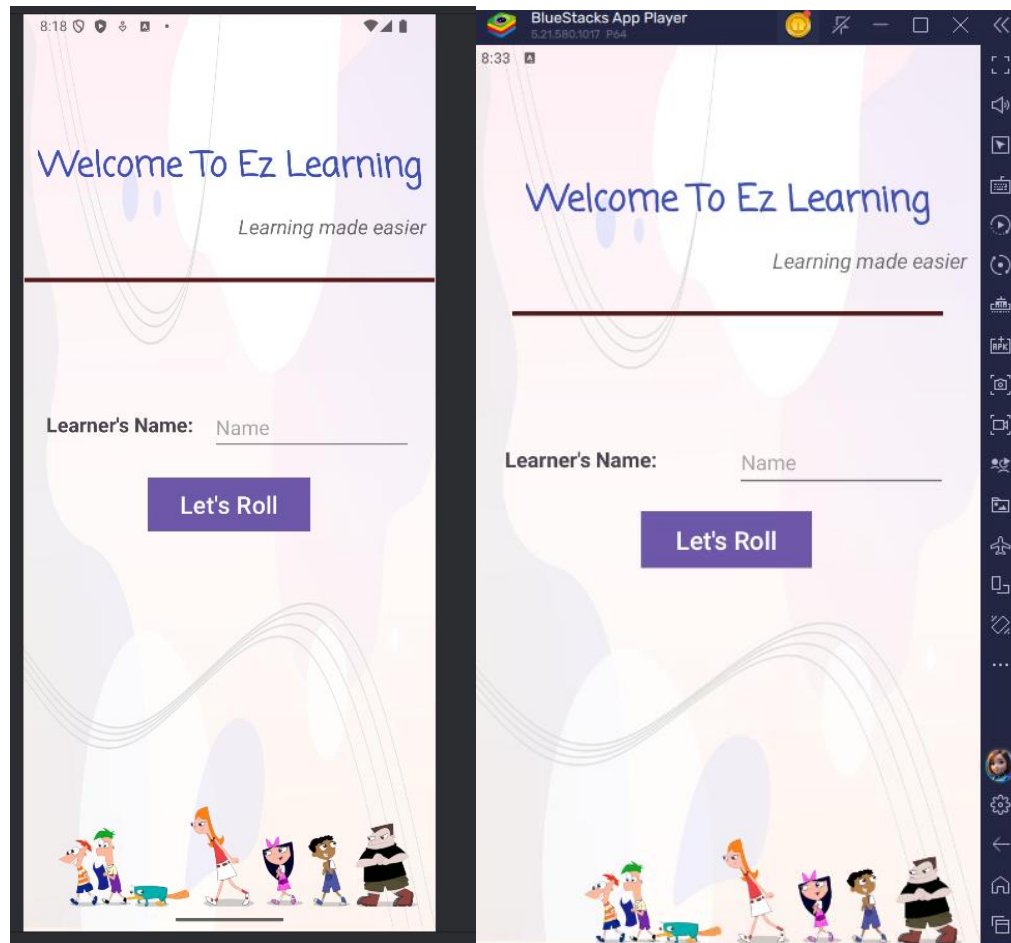 8:18
Welcome To Ez Learning
Learning made easier
Learner's Name: Name
Let's Roll
BlueStacks App Player
5.21.580.1017 P64
8:33
A
Welcome To Ez Learning
Learning made easier
Learner's Name: Name
Let's Roll
APK